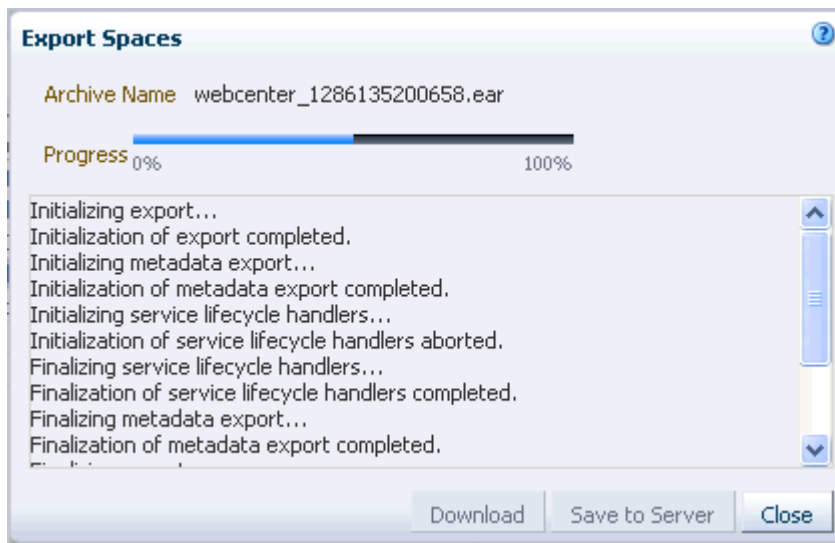 Export Spaces
Archive Name webcenter_1286135200658.ear
Progress 0% 100%
Initializing export...
Initialization of export completed.
Initializing metadata export...
Initialization of metadata export completed.
Initializing service lifecycle handlers...
Initialization of service lifecycle handlers aborted.
Finalizing service lifecycle handlers...
Finalization of service lifecycle handlers completed.
Finalizing metadata export...
Finalization of metadata export completed.
Download Save to Server Close